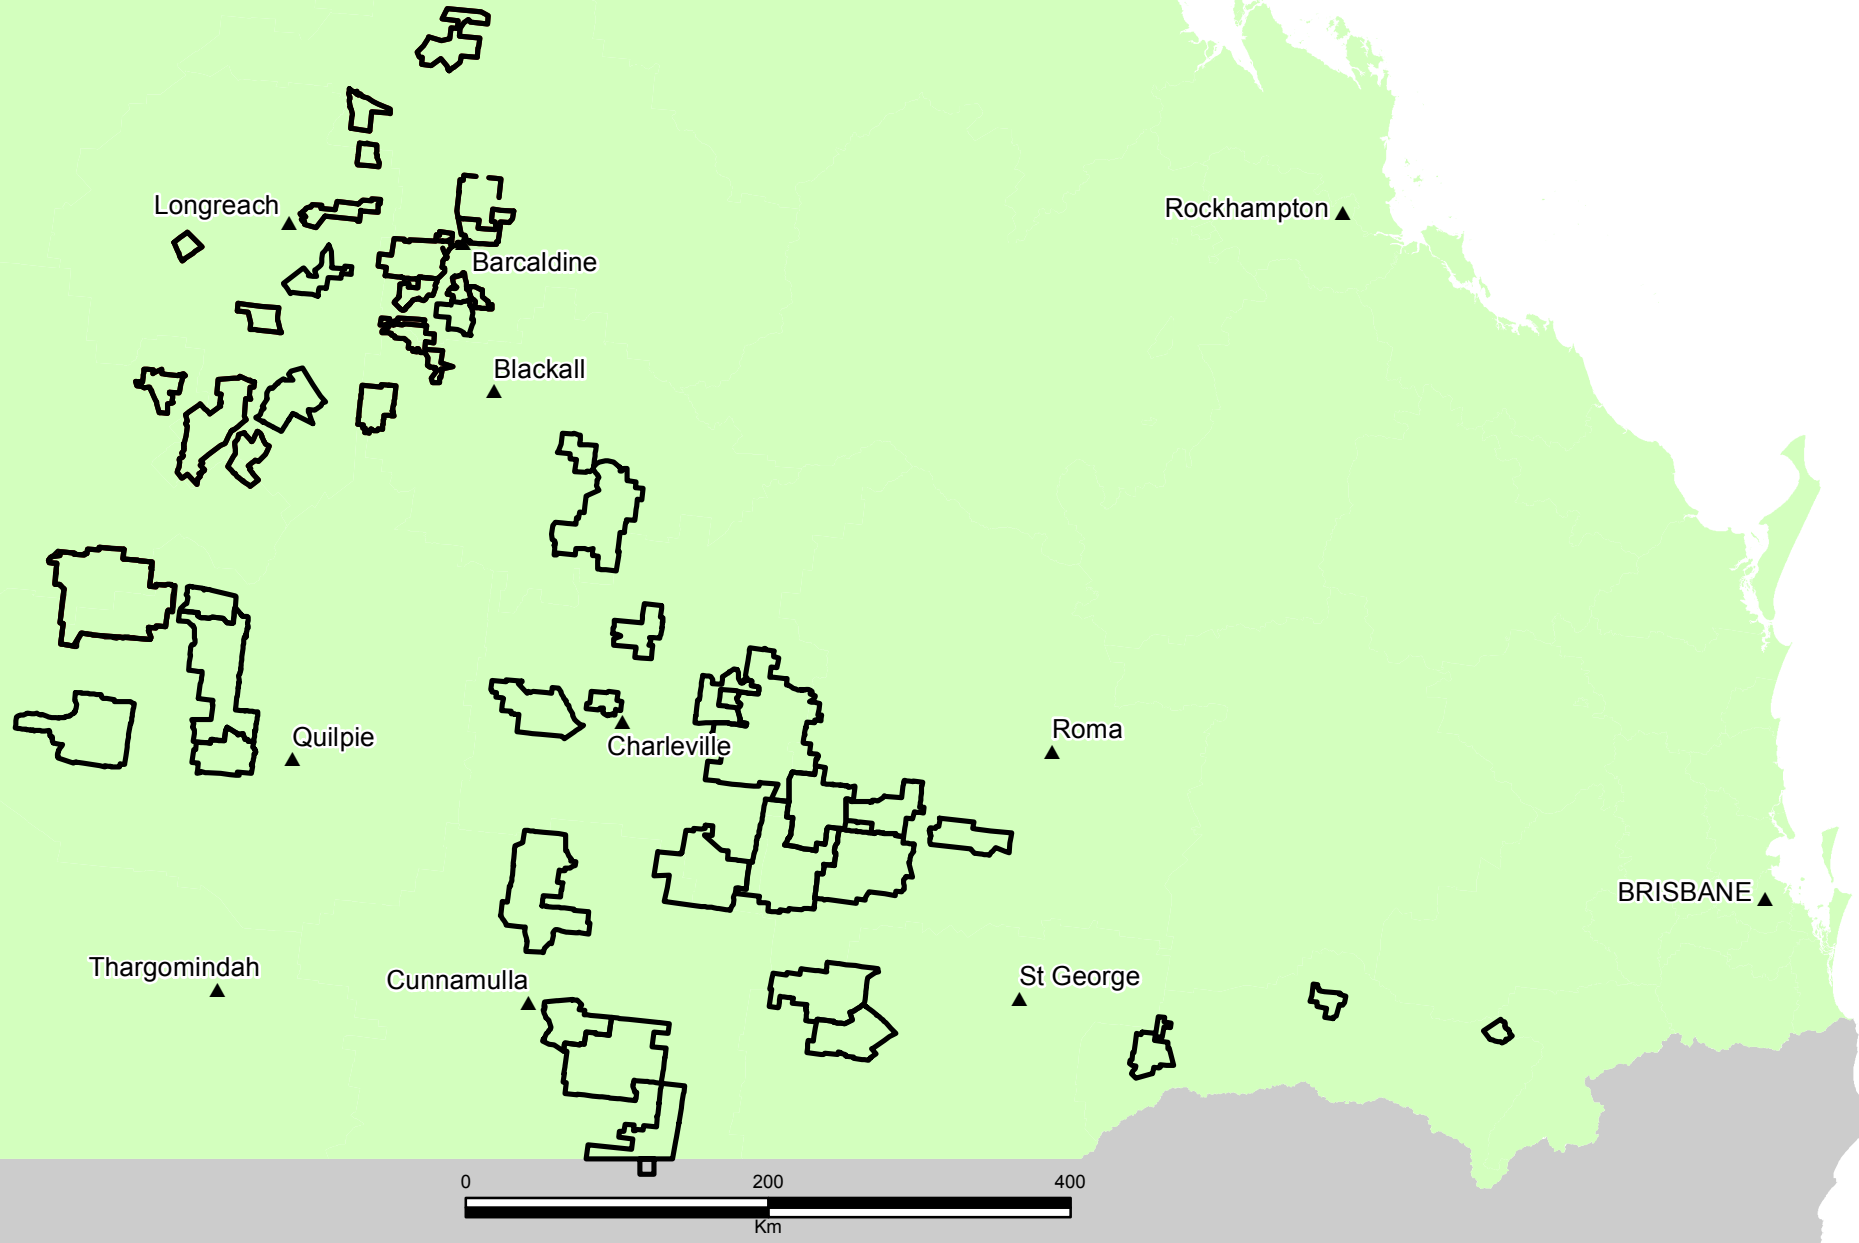 Longreach
Rockhampton
Barcaldine
Blackall
Quilpie
Charleville
Roma
BRISBANE
Thargomindah
Cunnamulla
St George
0 200 400
Km